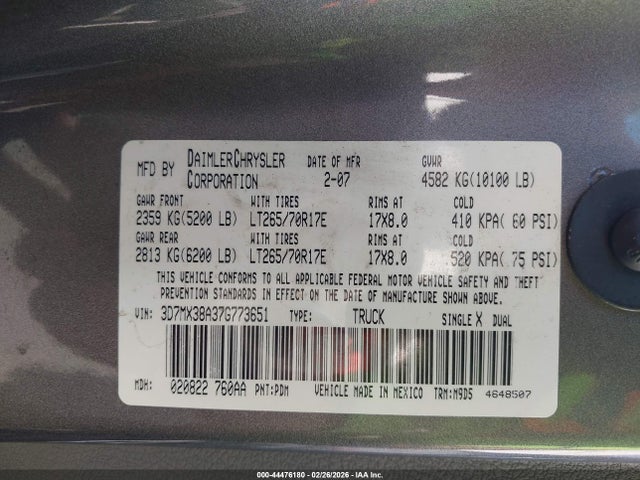 MFD BY DAIMLERCHRYSLER CORPORATION DATE OF MFR 2-07 GVWR 4582 KG(10100 LB)
GAWR FRONT WITH TIRES RIMS AT COLD
2359 KG(5200 LB) LT265/70R17E 17X8.0 410 KPA( 60 PSI)
GAWR REAR WITH TIRES RIMS AT COLD
2813 KG(6200 LB) LT265/70R17E 17X8.0 520 KPA( 75 PSI)
THIS VEHICLE CONFORMS TO ALL APPLICABLE FEDERAL MOTOR VEHICLE SAFETY AND THEFT
PREVENTION STANDARDS IN EFFECT ON THE DATE OF MANUFACTURE SHOWN ABOVE.
VIN: 3D7MX38A37G773651 TYPE: TRUCK SINGLE X DUAL
MDH: 020822 760AA PNT:PDM VEHICLE MADE IN MEXICO TRM:M9D5 4648507
000-44476180 - 02/26/2026 - IAA Inc.